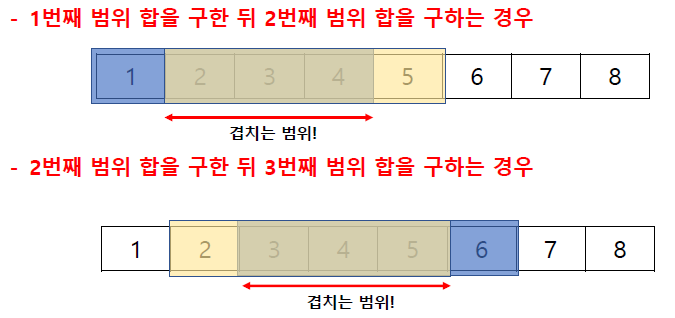 - 1번째 범위 합을 구한 뒤 2번째 범위 합을 구하는 경우
1 2 3 4 5 6 7 8
겹치는 범위!
- 2번째 범위 합을 구한 뒤 3번째 범위 합을 구하는 경우
1 2 3 4 5 6 7 8
겹치는 범위!